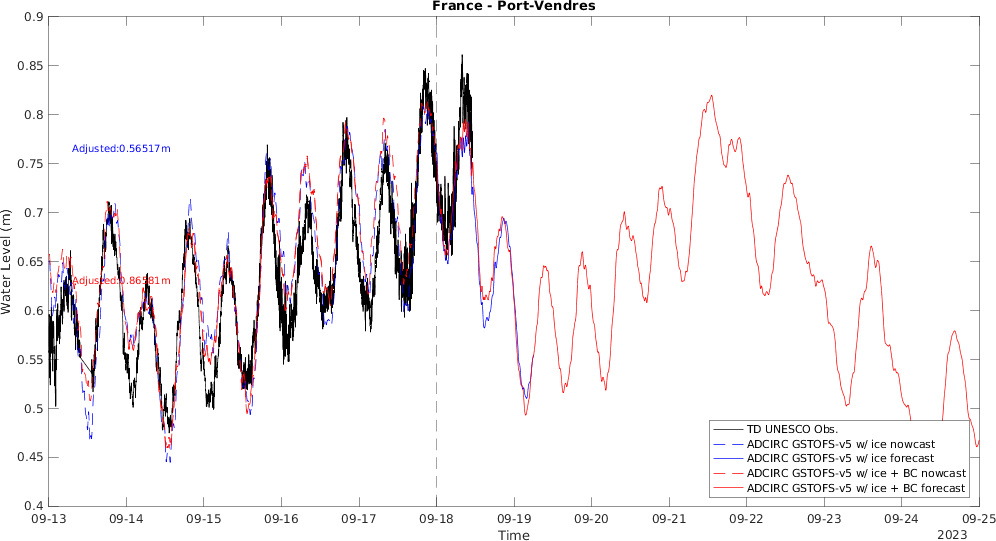 France - Port-Vendres
0.9
0.85
0.8
0.75
0.7
0.65
0.6
0.55
0.5
0.45
0.4
Water Level (m)
Adjusted:0.56517m
Adjusted:0.86581m
TD UNESCO Obs.
ADCIRC GSTOFS-v5 w/ ice nowcast
ADCIRC GSTOFS-v5 w/ ice forecast
ADCIRC GSTOFS-v5 w/ ice + BC nowcast
ADCIRC GSTOFS-v5 w/ ice + BC forecast
09-13 09-14 09-15 09-16 09-17 09-18 09-19 09-20 09-21 09-22 09-23 09-24 09-25
Time
2023